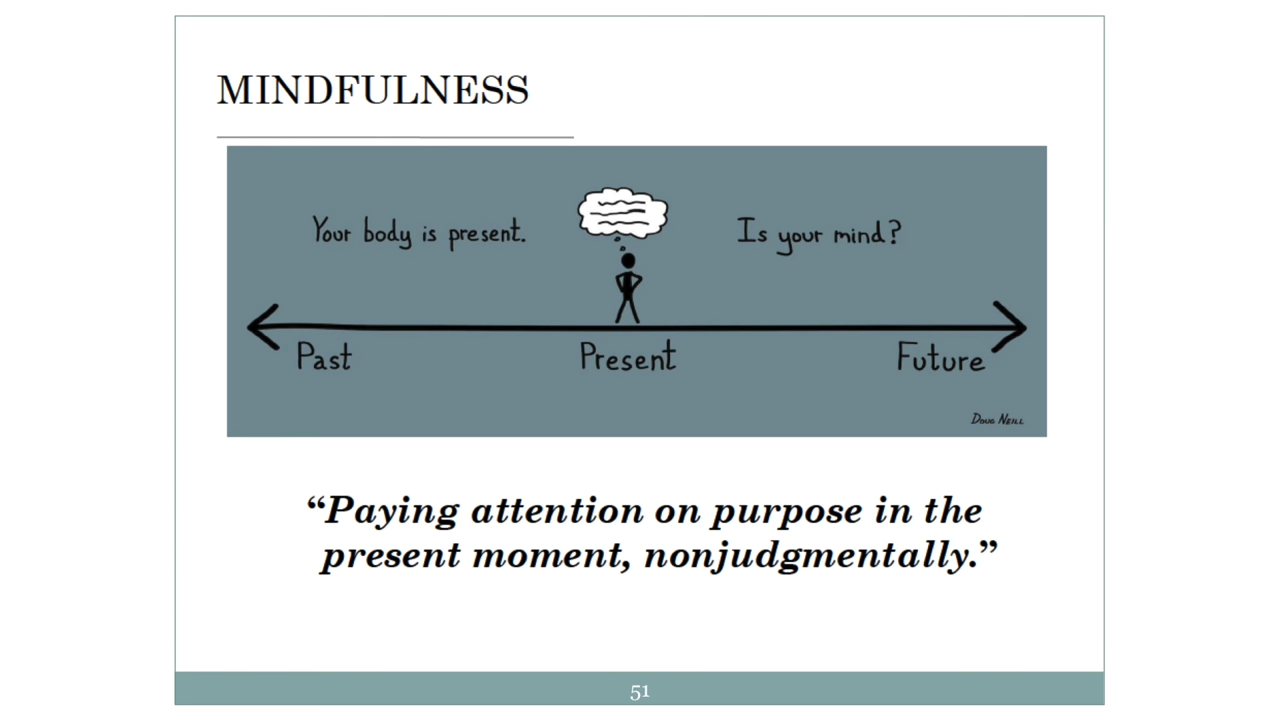 MINDFULNESS
Your body is present.
Is your mind?
Past
Present
Future
Doug Neill
“Paying attention on purpose in the
present moment, nonjudgmentally.”
51